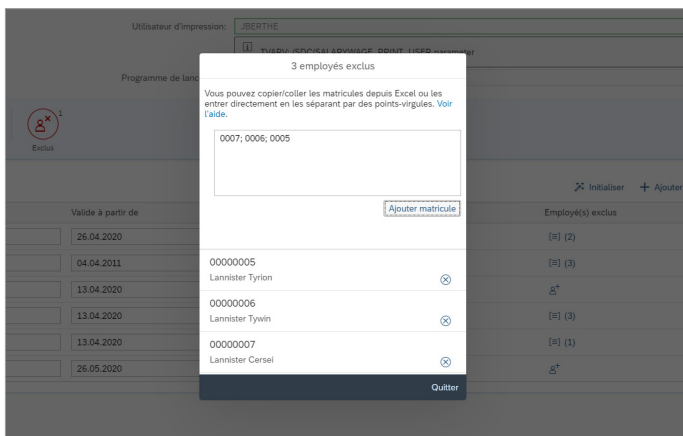 Utilisateur d'impression: JBERTHE
TVARV: /SDC/SALARYWAGE_PRINT_USER parameter
Programme de lanc
3 employés exclus
Vous pouvez copier/coller les matricules depuis Excel ou les
entrer directement en les séparant par des points-virgules. Voir
l'aide.
0007; 0006; 0005
Ajouter matricule
1
Exclus
Initialiser + Ajouter
Valide à partir de Employé(s) exclus
26.04.2020 (2)
04.04.2011 (3)
13.04.2020
13.04.2020 (3)
13.04.2020 (1)
26.05.2020
00000005
Lannister Tyrion
00000006
Lannister Tywin
00000007
Lannister Cersei
Quitter